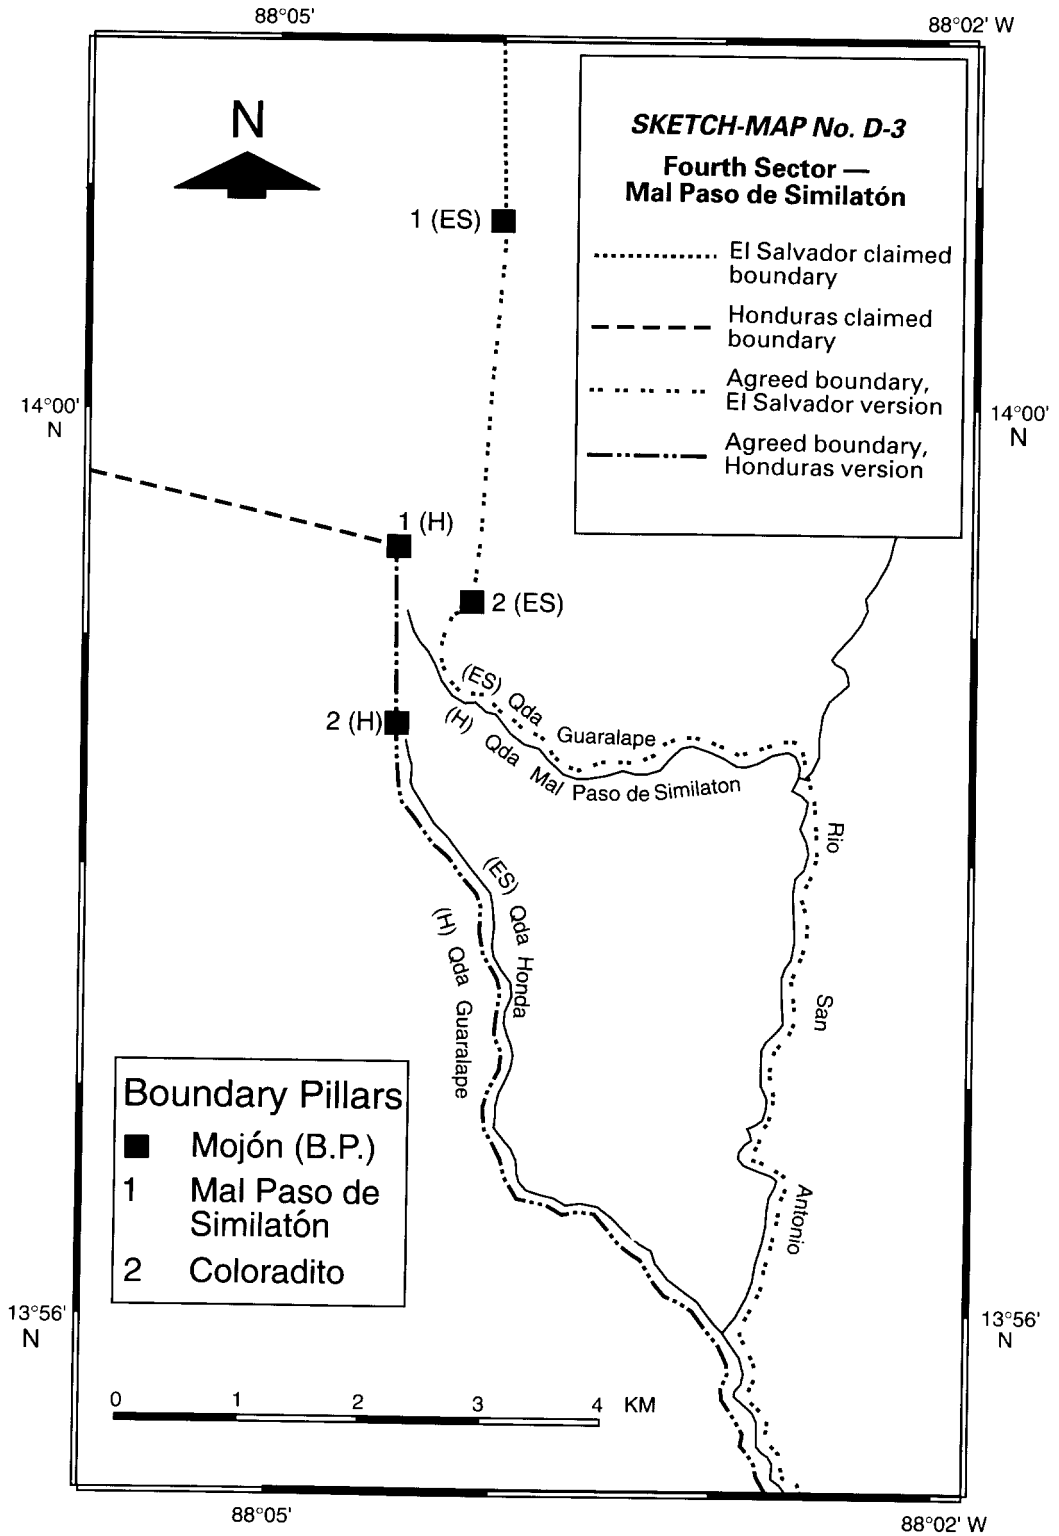 88°05'
88°02' W
N
SKETCH-MAP No. D-3
Fourth Sector —
Mal Paso de Similatón
El Salvador claimed
boundary
Honduras claimed
boundary
Agreed boundary,
El Salvador version
Agreed boundary,
Honduras version
1 (ES)
14°00'
N
14°00'
N
1 (H)
2 (ES)
(ES) Qda Guaralape
2 (H)
(H) Qda Mal Paso de Similaton
Rio San Antonio
(ES) Qda Honda
(H) Qda Guaralape
Boundary Pillars
Mojón (B.P.)
1 Mal Paso de
Similatón
2 Coloradito
13°56'
N
13°56'
N
0 1 2 3 4 KM
88°05'
88°02' W